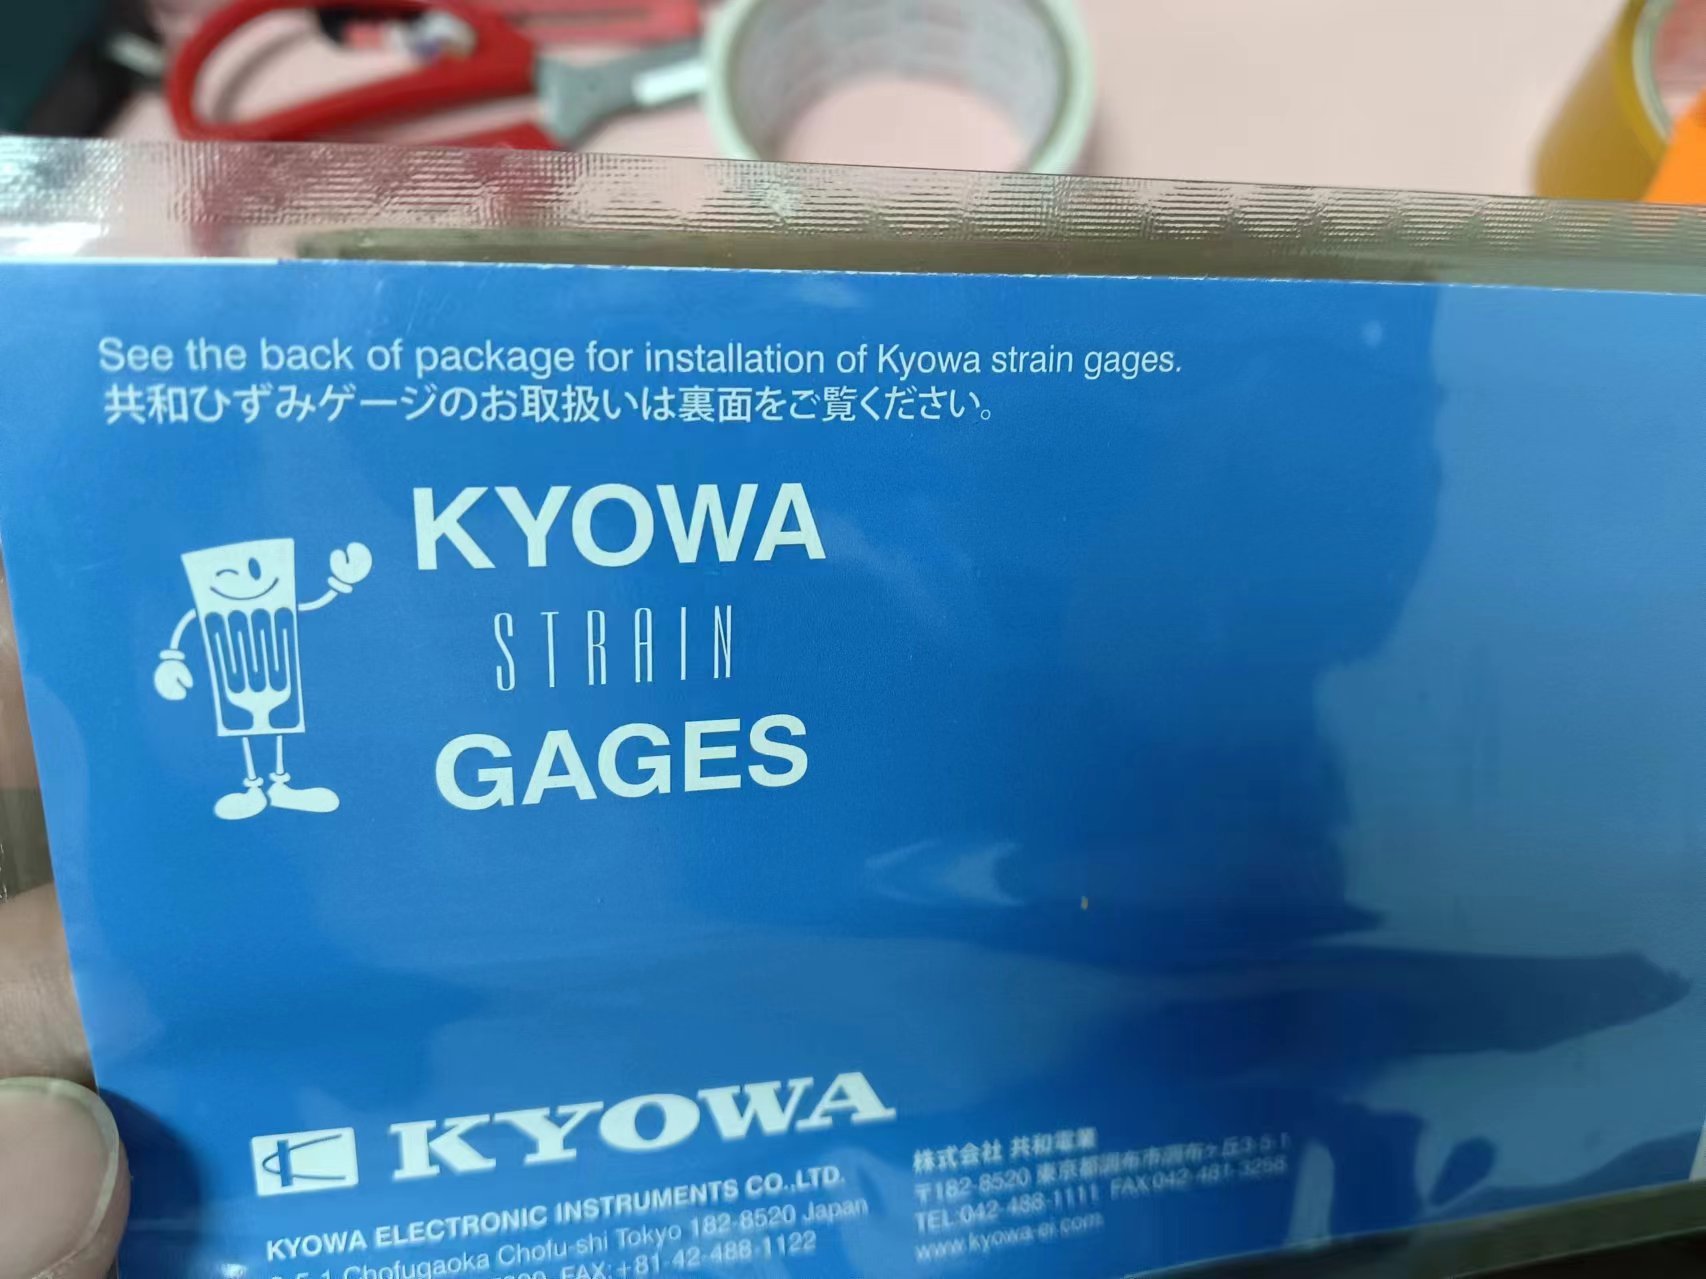 See the back of package for installation of Kyowa strain gages.
共和ひずみゲージのお取扱いは裏面をご覧ください。
KYOWA
STRAIN
GAGES
KYOWA
KYOWA ELECTRONIC INSTRUMENTS CO.,LTD.
3-5-1 Chofugaoka Chofu-shi Tokyo 182-8520 Japan
FAX:+81-42-488-1122
株式会社 共和電業
〒182-8520 東京都調布市調布ヶ丘3-5-1
TEL:042-488-1111 FAX:042-481-3258
www.kyowa-ei.com